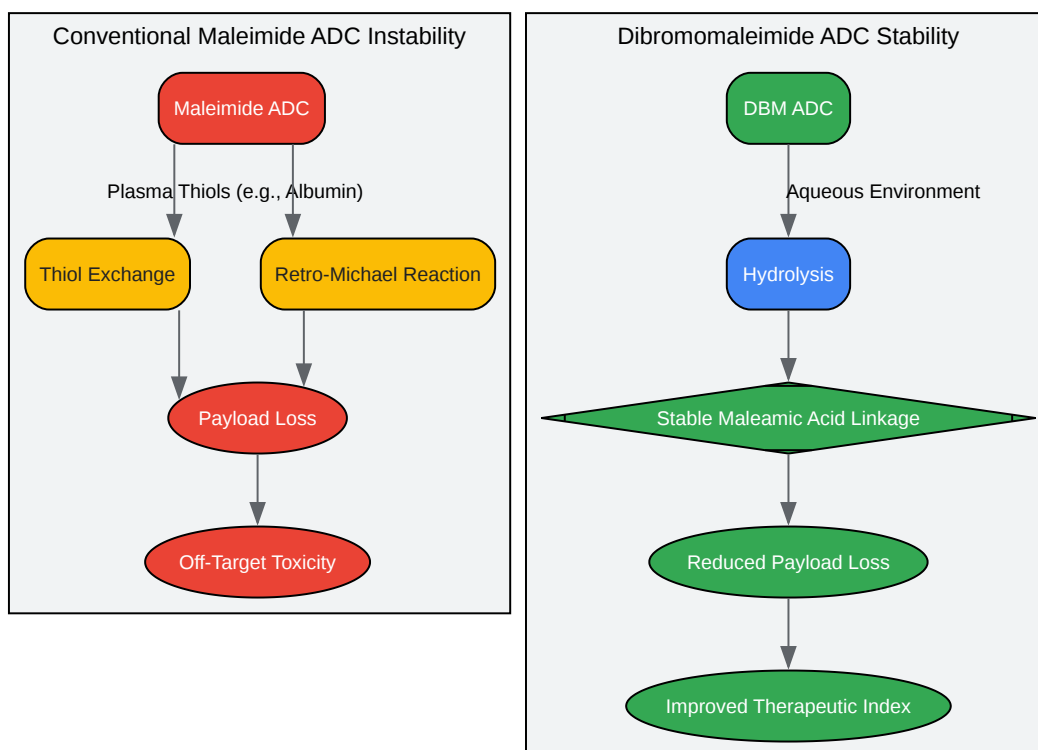 Conventional Maleimide ADC Instability
Maleimide ADC
Plasma Thiols (e.g., Albumin)
Thiol Exchange
Retro-Michael Reaction
Payload Loss
Off-Target Toxicity
Dibromomaleimide ADC Stability
DBM ADC
Aqueous Environment
Hydrolysis
Stable Maleamic Acid Linkage
Reduced Payload Loss
Improved Therapeutic Index